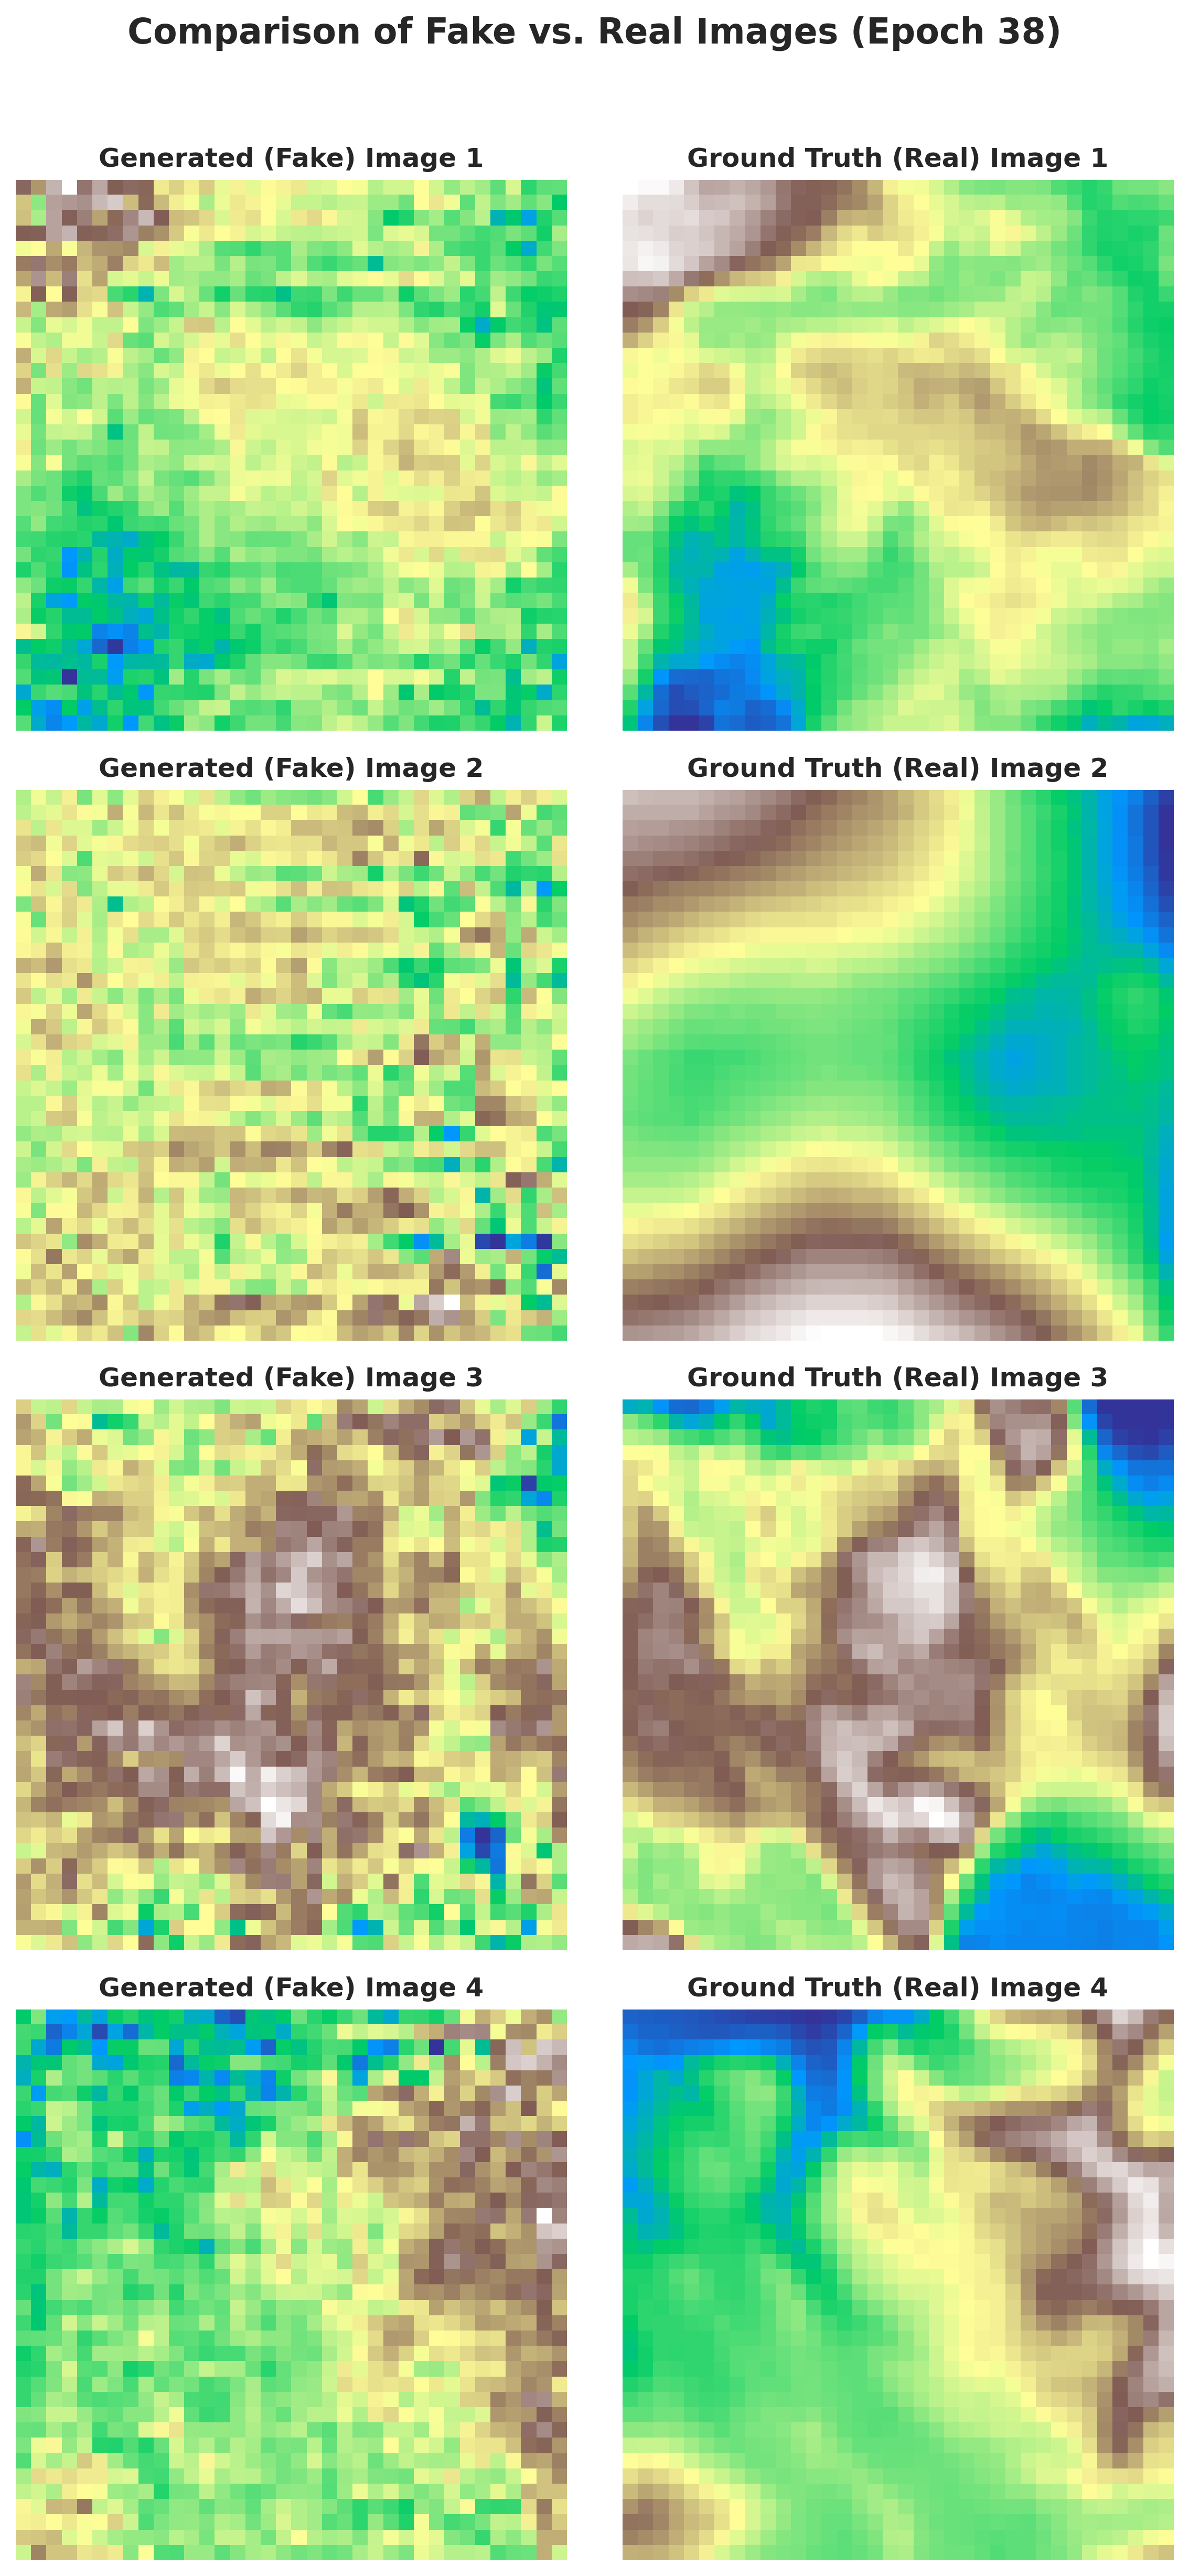 Comparison of Fake vs. Real Images (Epoch 38)
Generated (Fake) Image 1
Ground Truth (Real) Image 1
Generated (Fake) Image 2
Ground Truth (Real) Image 2
Generated (Fake) Image 3
Ground Truth (Real) Image 3
Generated (Fake) Image 4
Ground Truth (Real) Image 4